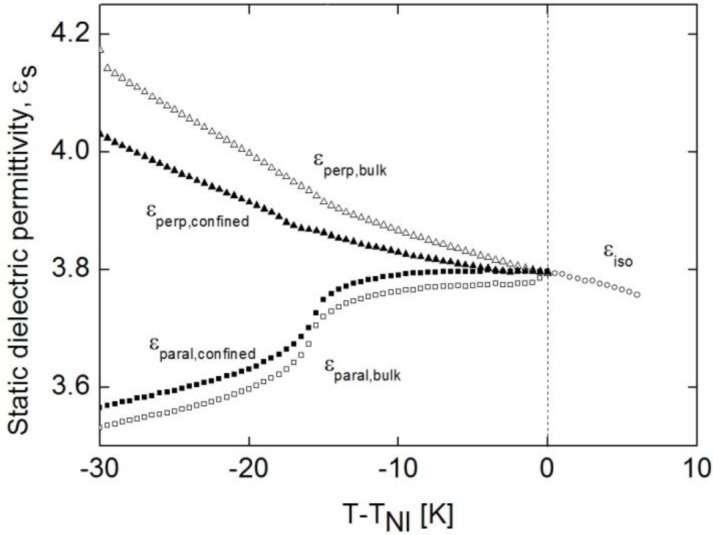 Static dielectric permittivity, εs
4.2
4.0
3.8
3.6
εperp,bulk
εperp,confined
εiso
εparal,confined
εparal,bulk
-30 -20 -10 0 10
T-TNI [K]